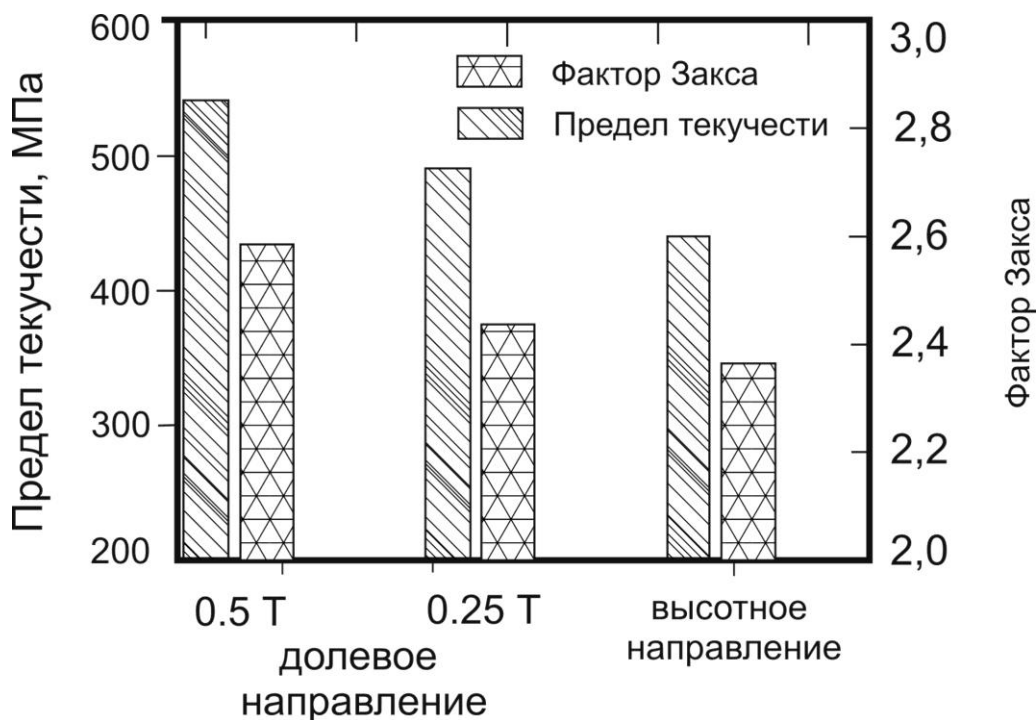 Предел текучести, МПа
600
500
400
300
200
Фактор Закса
Предел текучести
3,0
2,8
2,6
2,4
2,2
2,0
Фактор Закса
0.5 T
0.25 T
долевое
направление
высотное
направление